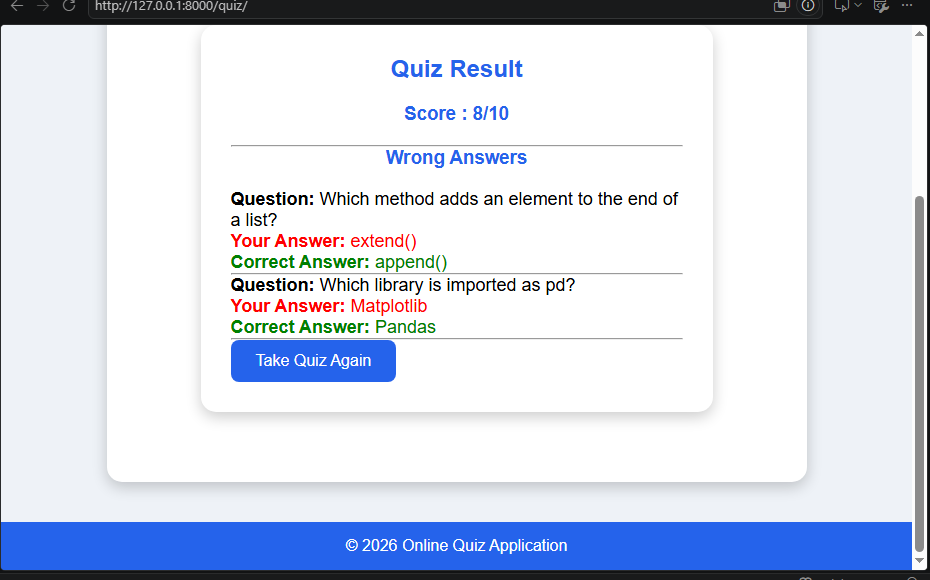 http://127.0.0.1:8000/quiz/
Quiz Result
Score : 8/10
Wrong Answers
Question: Which method adds an element to the end of
a list?
Your Answer: extend()
Correct Answer: append()
Question: Which library is imported as pd?
Your Answer: Matplotlib
Correct Answer: Pandas
Take Quiz Again
© 2026 Online Quiz Application